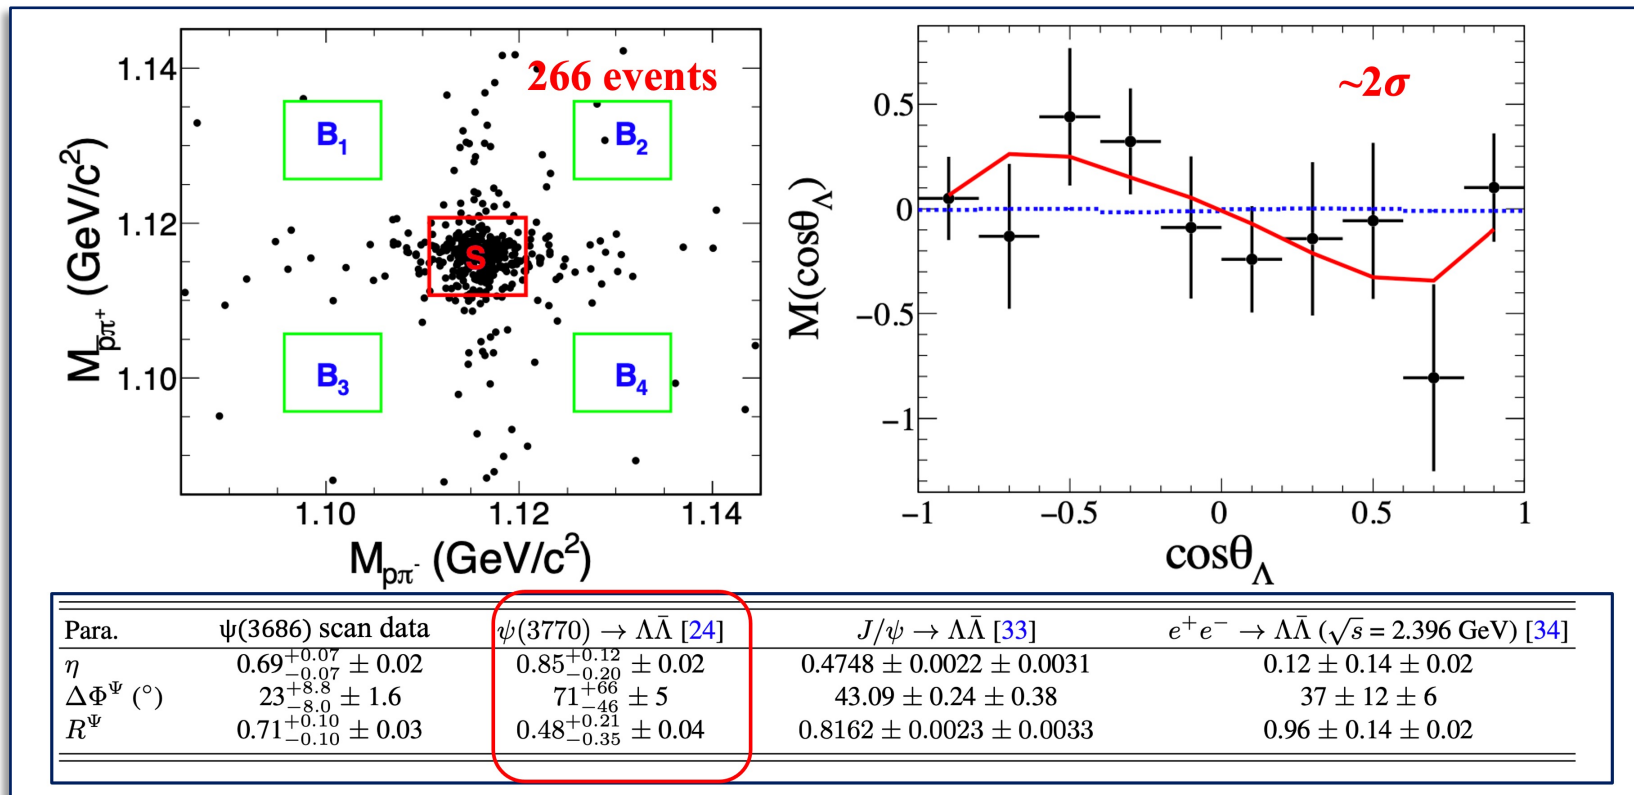 266 events
1.14
1.12
1.10
B₁
B₂
S
B₃
B₄
1.10
1.12
1.14
M_{p̄π⁺} (GeV/c²)
M_{pπ⁻} (GeV/c²)
~2σ
0.5
0
−0.5
−1
−1
−0.5
0
0.5
1
M(cosθ_Λ)
cosθ_Λ
Para. ψ(3686) scan data ψ(3770) → ΛΛ̄ [24] J/ψ → ΛΛ̄ [33] e⁺e⁻ → ΛΛ̄ (√s = 2.396 GeV) [34]
η 0.69^{+0.07}_{−0.07} ± 0.02 0.85^{+0.12}_{−0.20} ± 0.02 0.4748 ± 0.0022 ± 0.0031 0.12 ± 0.14 ± 0.02
ΔΦ^Ψ (°) 23^{+8.8}_{−8.0} ± 1.6 71^{+66}_{−46} ± 5 43.09 ± 0.24 ± 0.38 37 ± 12 ± 6
R^Ψ 0.71^{+0.10}_{−0.10} ± 0.03 0.48^{+0.21}_{−0.35} ± 0.04 0.8162 ± 0.0023 ± 0.0033 0.96 ± 0.14 ± 0.02